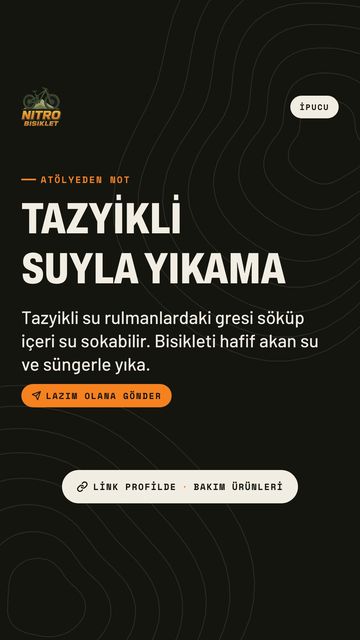 NITRO
BISIKLET
İPUCU
ATÖLYEDEN NOT
TAZYİKLİ
SUYLA YIKAMA
Tazyikli su rulmanlardaki gresi söküp
içeri su sokabilir. Bisikleti hafif akan su
ve süngerle yıka.
LAZIM OLANA GÖNDER
LİNK PROFİLDE · BAKIM ÜRÜNLERİ